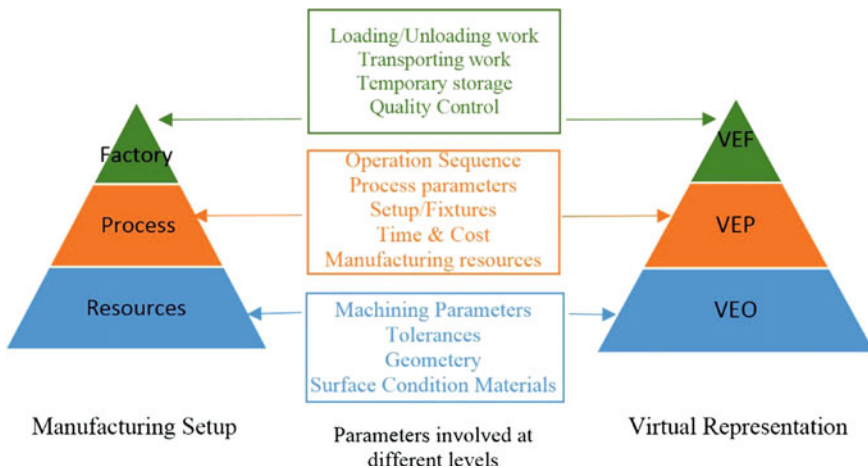 Loading/Unloading work
Transporting work
Temporary storage
Quality Control
Factory
VEF
Operation Sequence
Process parameters
Setup/Fixtures
Time & Cost
Manufacturing resources
Process
VEP
Machining Parameters
Tolerances
Geometery
Surface Condition Materials
Resources
VEO
Manufacturing Setup
Parameters involved at
different levels
Virtual Representation